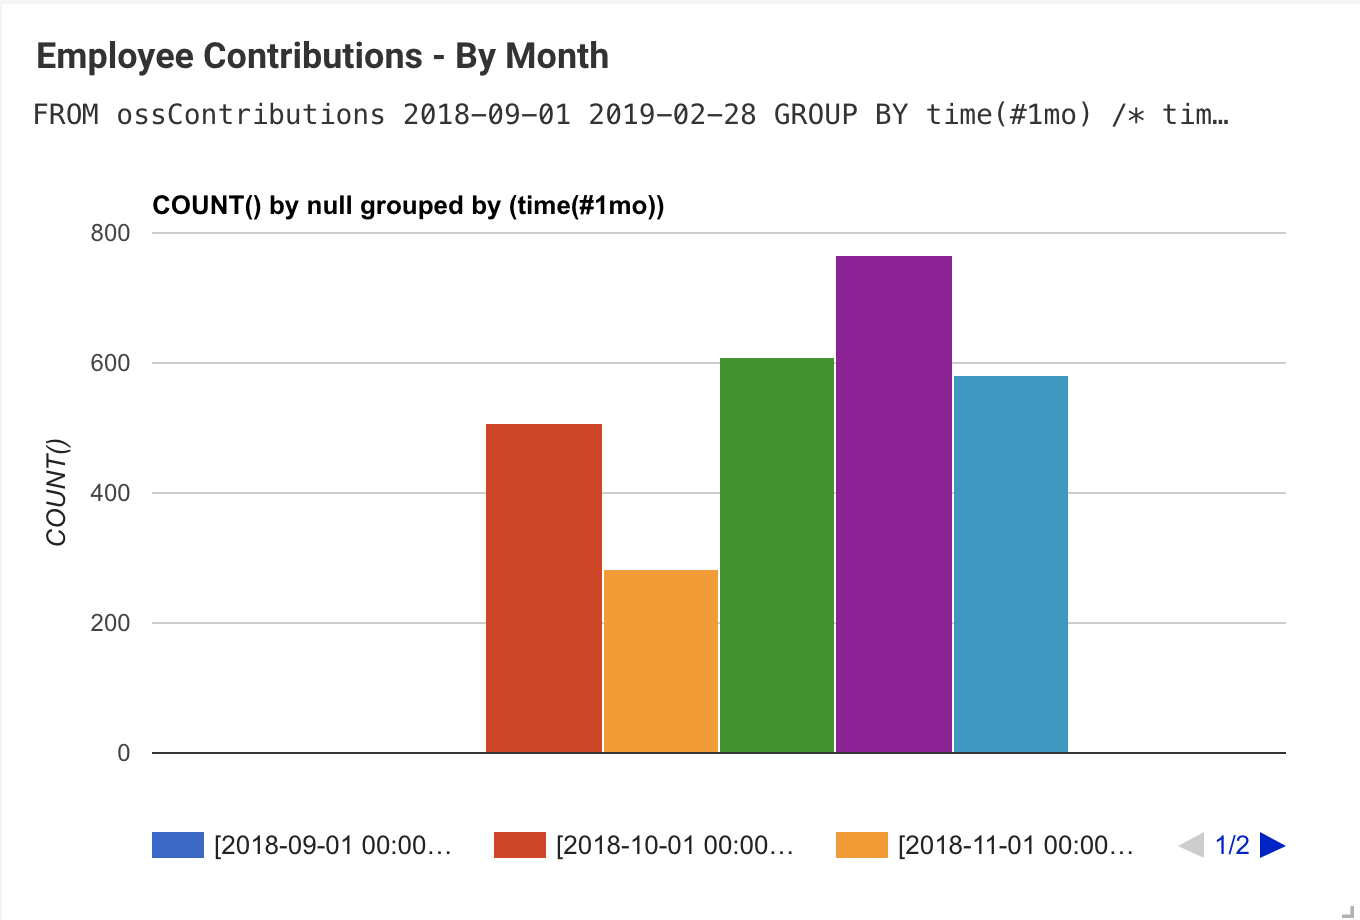 Employee Contributions - By Month
FROM ossContributions 2018-09-01 2019-02-28 GROUP BY time(#1mo) /* tim…
COUNT() by null grouped by (time(#1mo))
800
600
400
200
0
COUNT()
[2018-09-01 00:00… [2018-10-01 00:00… [2018-11-01 00:00… 1/2